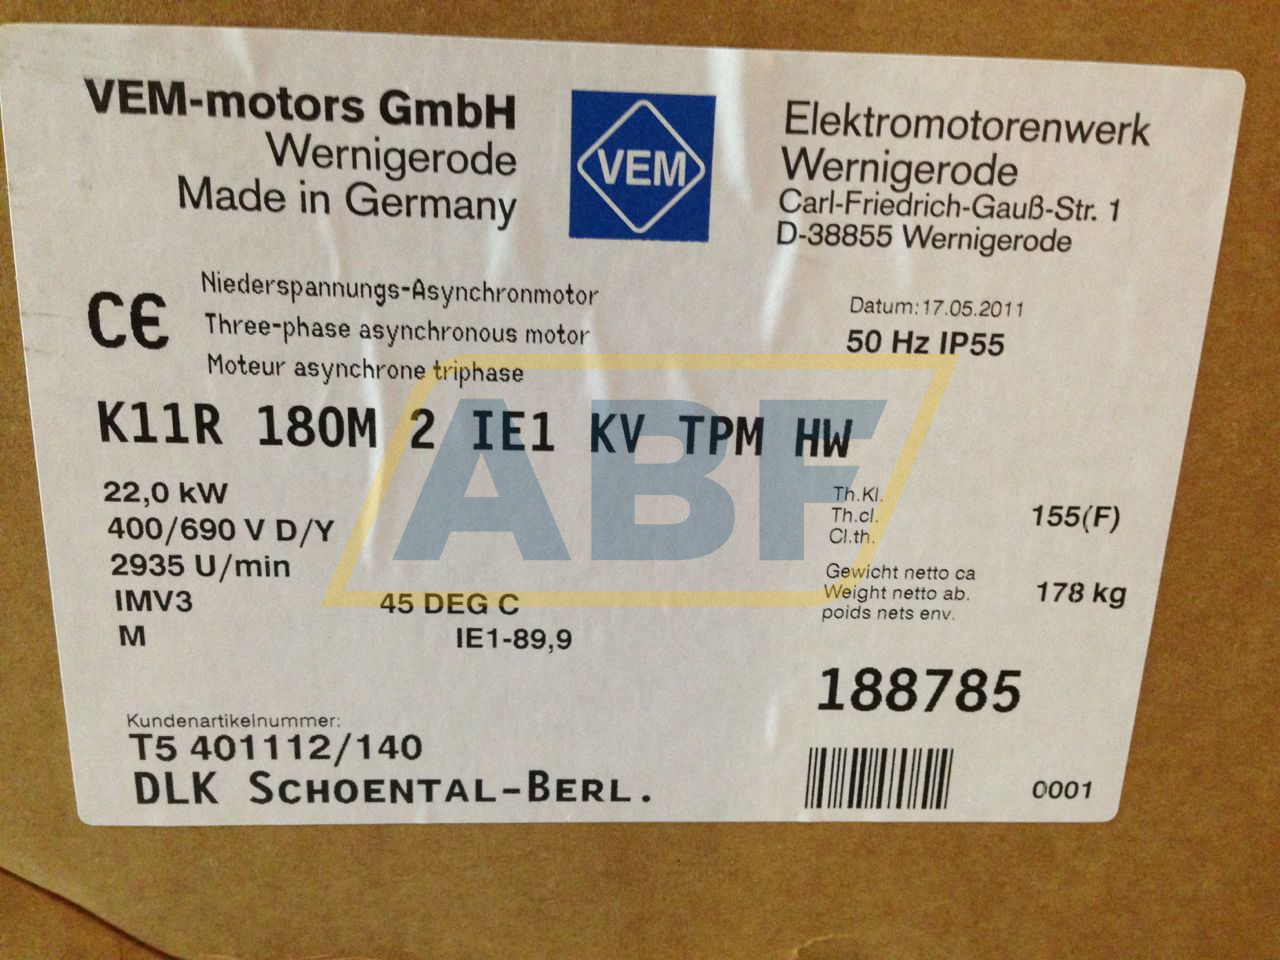 VEM-motors GmbH
Wernigerode
Made in Germany
VEM
Elektromotorenwerk
Wernigerode
Carl-Friedrich-Gauß-Str. 1
D-38855 Wernigerode
CE
Niederspannungs-Asynchronmotor
Three-phase asynchronous motor
Moteur asynchrone triphase
Datum:17.05.2011
50 Hz IP55
K11R 180M 2 IE1 KV TPM HW
ABF
22,0 kW
400/690 V D/Y
2935 U/min
IMV3 45 DEG C
M IE1-89,9
Th.Kl.
Th.cl. 155(F)
Cl.th.
Gewicht netto ca
Weight netto ab. 178 kg
poids nets env.
188785
Kundenartikelnummer:
T5 401112/140
DLK SCHOENTAL-BERL.
0001